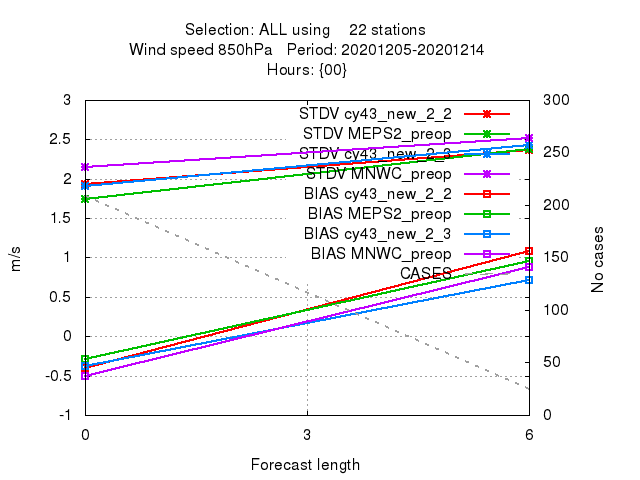 Selection: ALL using 22 stations
Wind speed 850hPa Period: 20201205-20201214
Hours: {00}
3
2.5
2
1.5
1
0.5
0
-0.5
-1
m/s
STDV cy43_new_2_2
STDV MEPS2_preop
STDV cy43_new_2_3
STDV MNWC_preop
BIAS cy43_new_2_2
BIAS MEPS2_preop
BIAS cy43_new_2_3
BIAS MNWC_preop
CASES
300
250
200
150
100
50
0
No cases
0 3 6
Forecast length